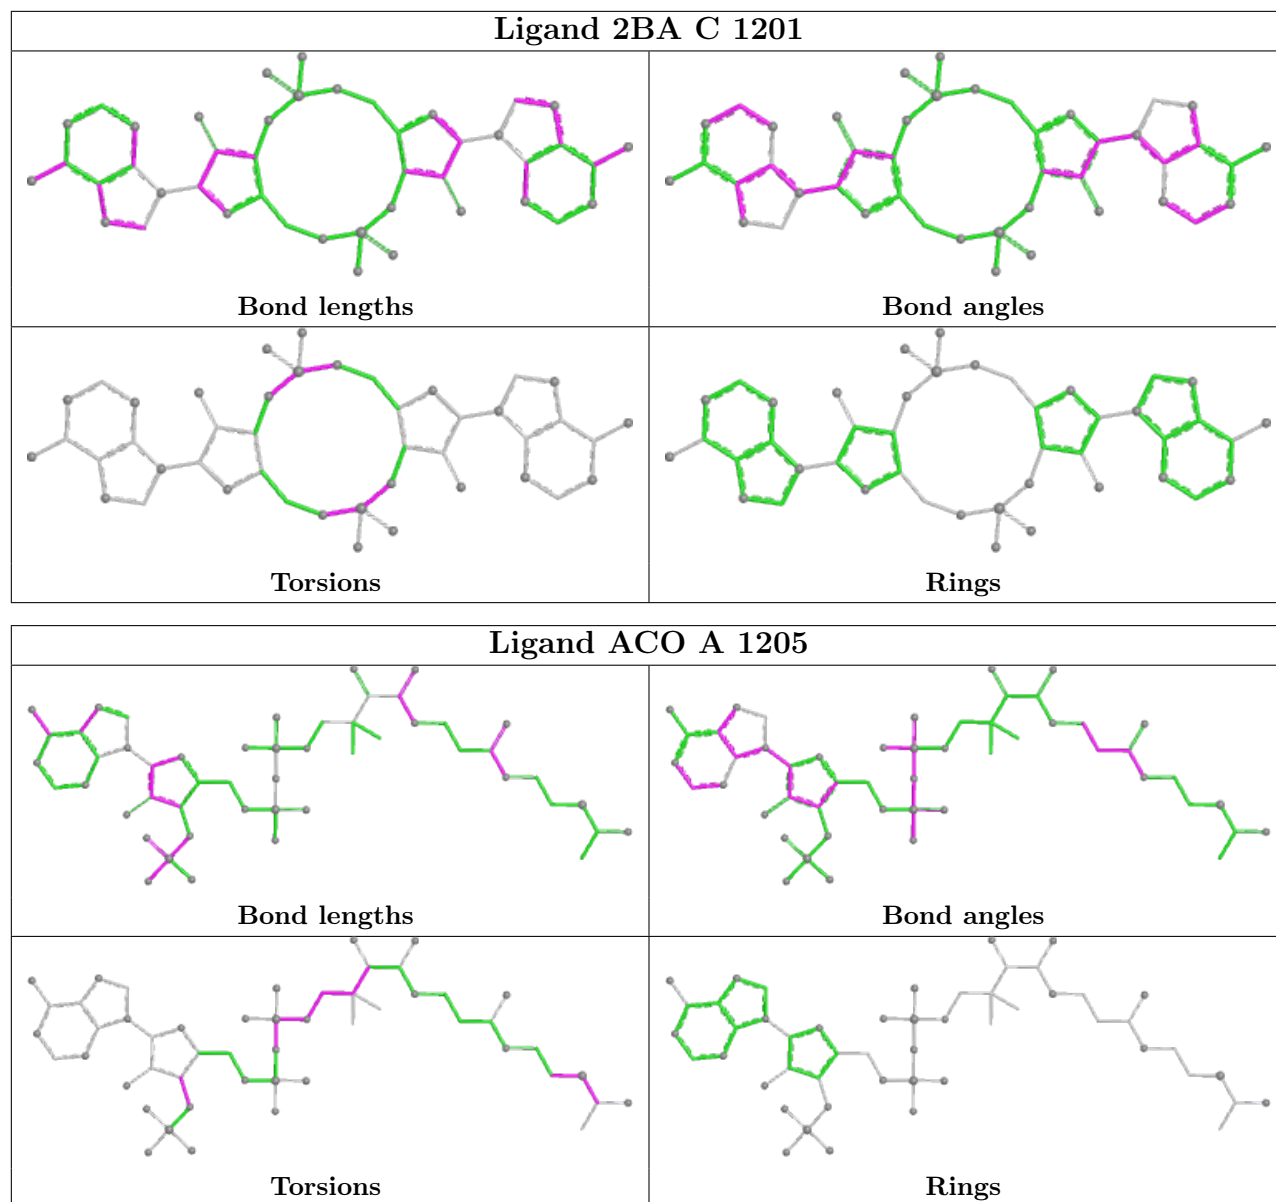 Ligand 2BA C 1201
Bond lengths
Bond angles
Torsions
Rings
Ligand ACO A 1205
Bond lengths
Bond angles
Torsions
Rings